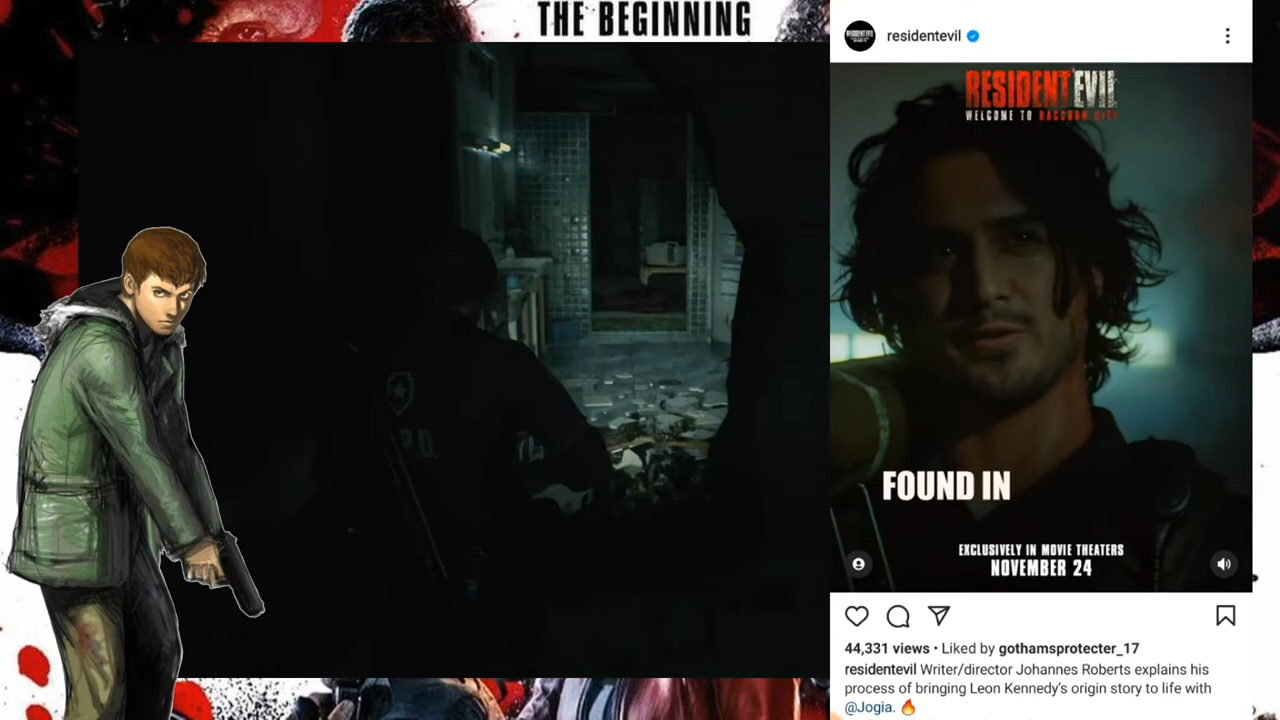 THE BEGINNING
residentevil
RESIDENT EVIL
WELCOME TO RACCOON CITY
P.D.
FOUND IN
EXCLUSIVELY IN MOVIE THEATERS
NOVEMBER 24
44,331 views • Liked by gothamsprotecter_17
residentevil Writer/director Johannes Roberts explains his
process of bringing Leon Kennedy's origin story to life with
@Jogia. 🔥